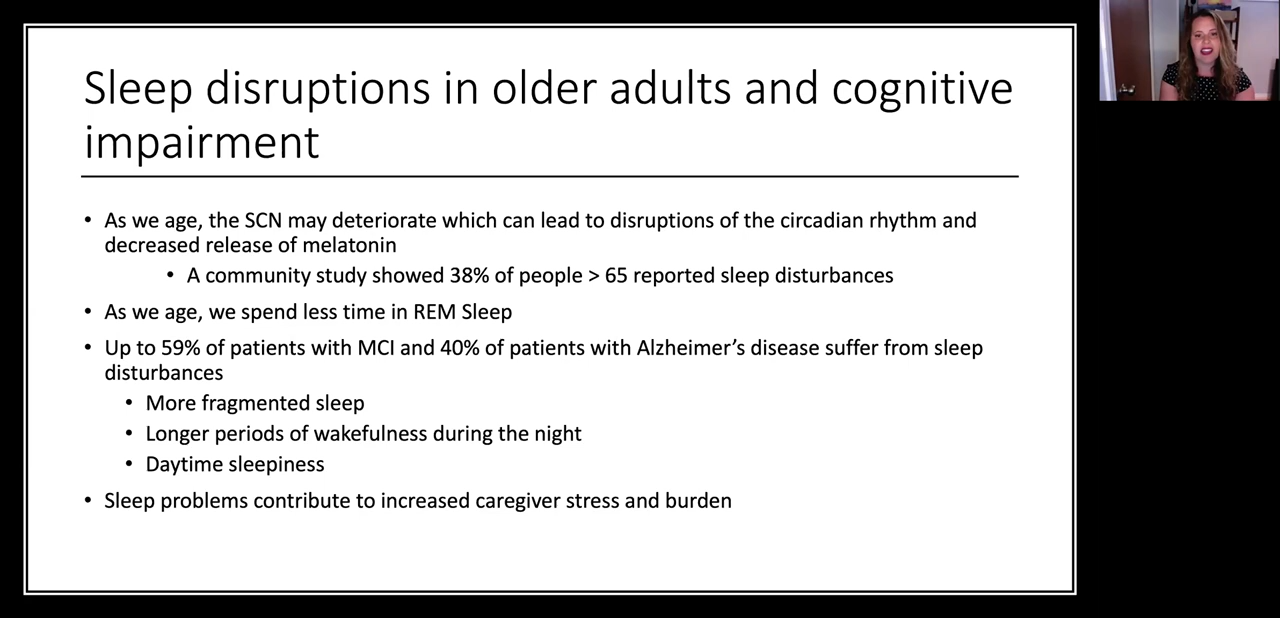 Sleep disruptions in older adults and cognitive
impairment
• As we age, the SCN may deteriorate which can lead to disruptions of the circadian rhythm and
decreased release of melatonin
• A community study showed 38% of people > 65 reported sleep disturbances
• As we age, we spend less time in REM Sleep
• Up to 59% of patients with MCI and 40% of patients with Alzheimer’s disease suffer from sleep
disturbances
• More fragmented sleep
• Longer periods of wakefulness during the night
• Daytime sleepiness
• Sleep problems contribute to increased caregiver stress and burden